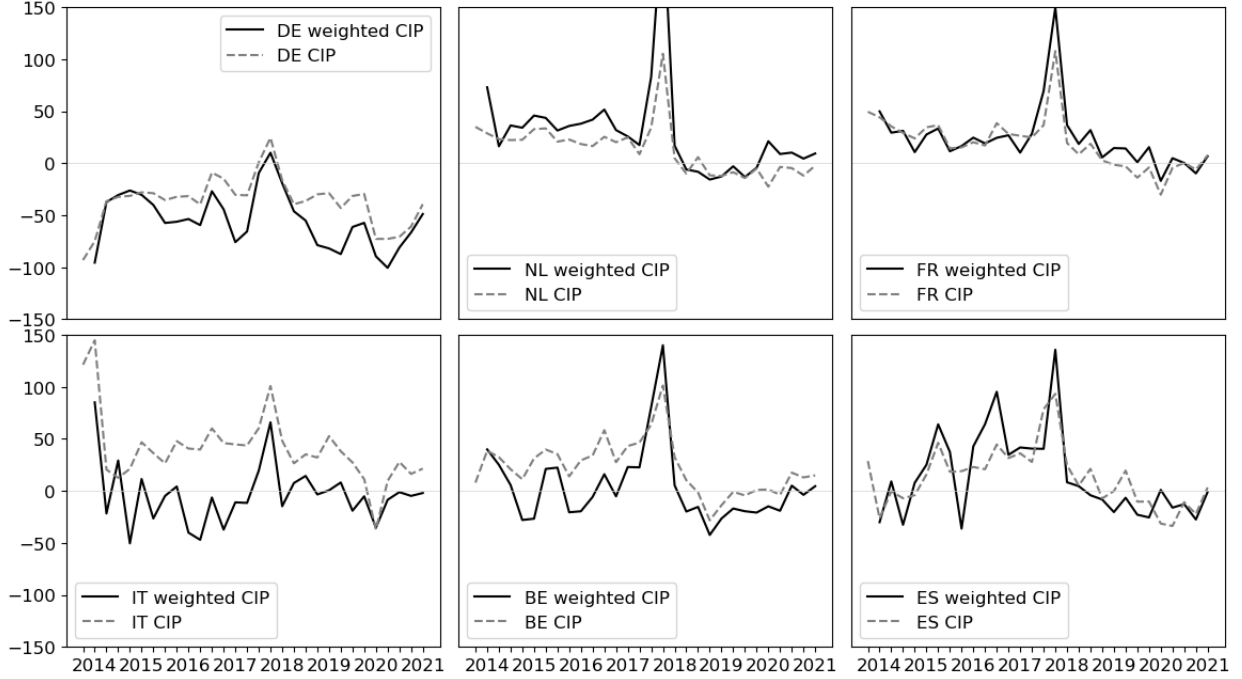 150
100
50
0
−50
−100
−150
DE weighted CIP
DE CIP
NL weighted CIP
NL CIP
FR weighted CIP
FR CIP
150
100
50
0
−50
−100
−150
IT weighted CIP
IT CIP
BE weighted CIP
BE CIP
ES weighted CIP
ES CIP
2014 2015 2016 2017 2018 2019 2020 2021
2014 2015 2016 2017 2018 2019 2020 2021
2014 2015 2016 2017 2018 2019 2020 2021